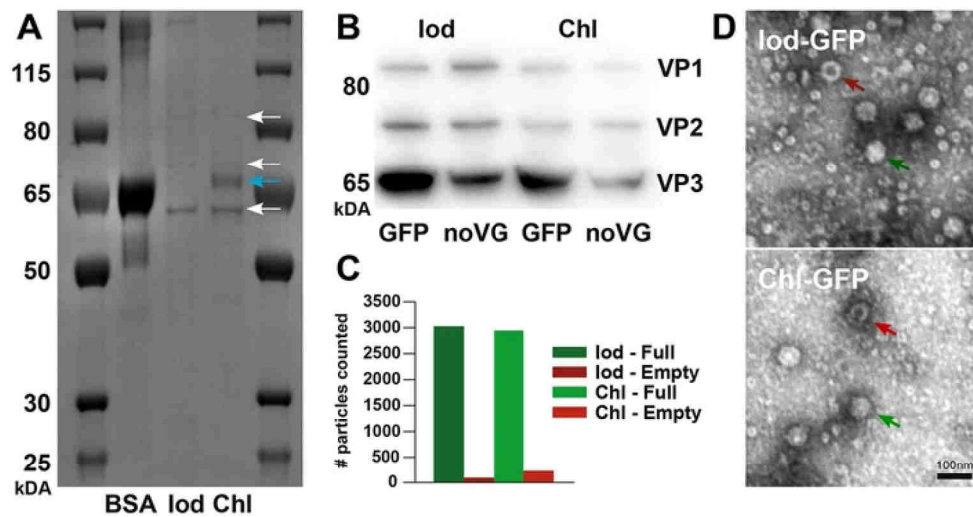 A
115
80
65
50
30
25
kDA
BSA Iod Chl
B
Iod Chl
80
65
kDA
VP1
VP2
VP3
GFP noVG GFP noVG
C
3500
3000
2500
2000
1500
1000
500
0
# particles counted
Iod - Full
Iod - Empty
Chl - Full
Chl - Empty
D
Iod-GFP
Chl-GFP
100nm